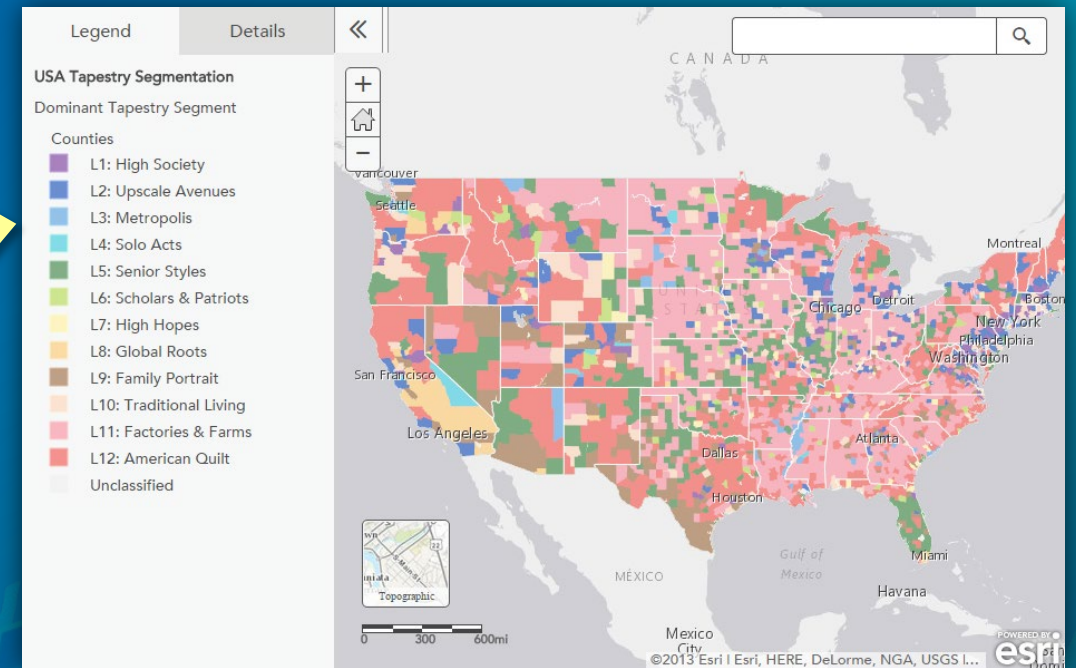 Legend
Details
USA Tapestry Segmentation
Dominant Tapestry Segment
Counties
L1: High Society
L2: Upscale Avenues
L3: Metropolis
L4: Solo Acts
L5: Senior Styles
L6: Scholars & Patriots
L7: High Hopes
L8: Global Roots
L9: Family Portrait
L10: Traditional Living
L11: Factories & Farms
L12: American Quilt
Unclassified
CANADA
Vancouver
Seattle
Montreal
Chicago
Detroit
Boston
New York
Philadelphia
Washington
San Francisco
Los Angeles
Atlanta
Dallas
Houston
Miami
Gulf of
Mexico
MÉXICO
Havana
Mexico
City
Topographic
0 300 600mi
POWERED BY
esri
©2013 Esri | Esri, HERE, DeLorme, NGA, USGS |...